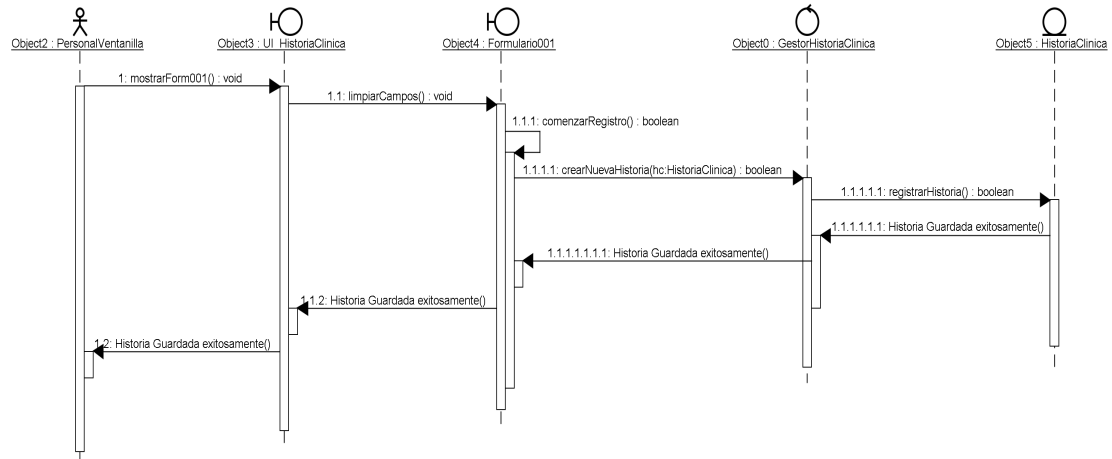 Object2 : PersonalVentanilla
Object3 : UI_HistoriaClinica
Object4 : Formulario001
Object0 : GestorHistoriaClinica
Object5 : HistoriaClinica
1: mostrarForm001() : void
1.1: limpiarCampos() : void
1.1.1: comenzarRegistro() : boolean
1.1.1.1: crearNuevaHistoria(hc:HistoriaClinica) : boolean
1.1.1.1.1: registrarHistoria() : boolean
1.1.1.1.1.1: Historia Guardada exitosamente()
1.1.1.1.1.1.1: Historia Guardada exitosamente()
1.1.2: Historia Guardada exitosamente()
1.2: Historia Guardada exitosamente()